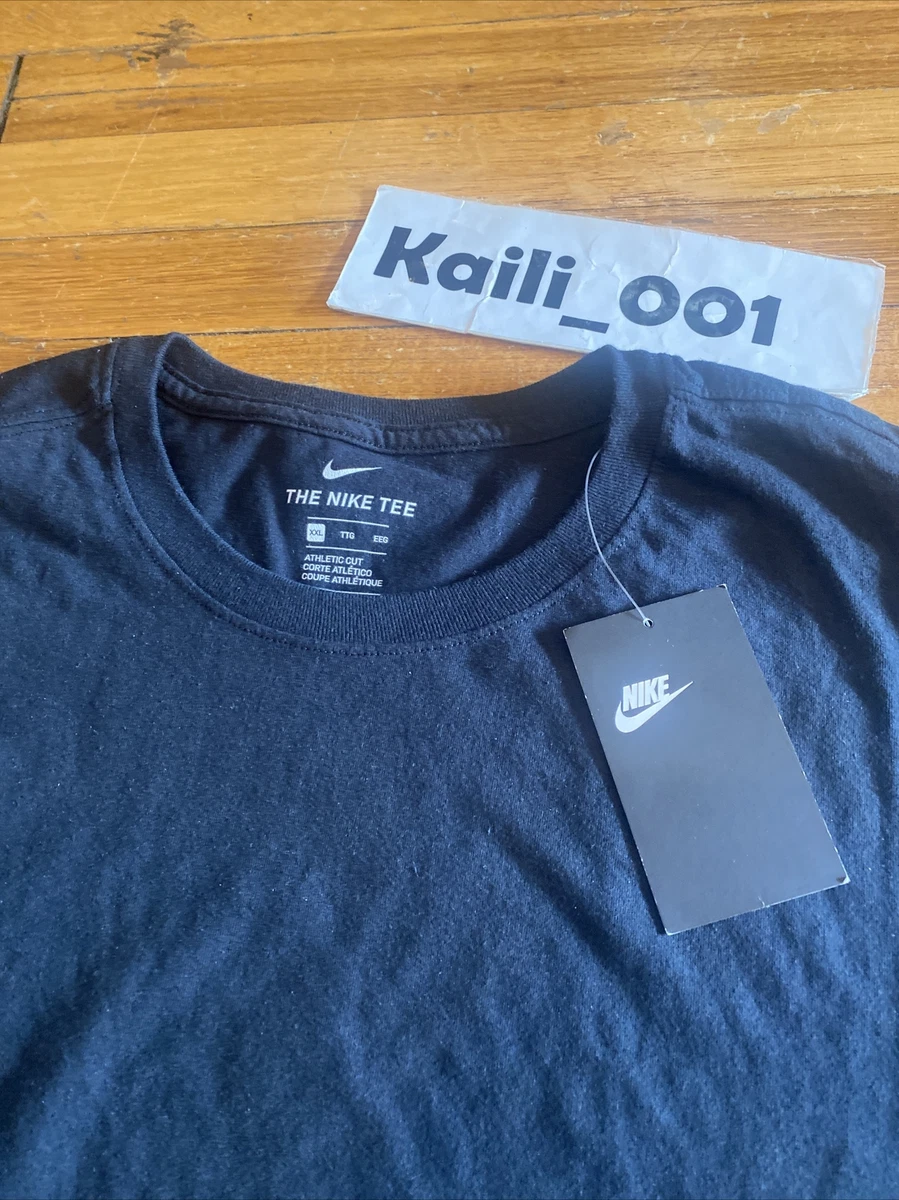 Kaili_001
THE NIKE TEE
XXL TTG EEG
ATHLETIC CUT
CORTE ATLÉTICO
COUPE ATHLÉTIQUE
NIKE